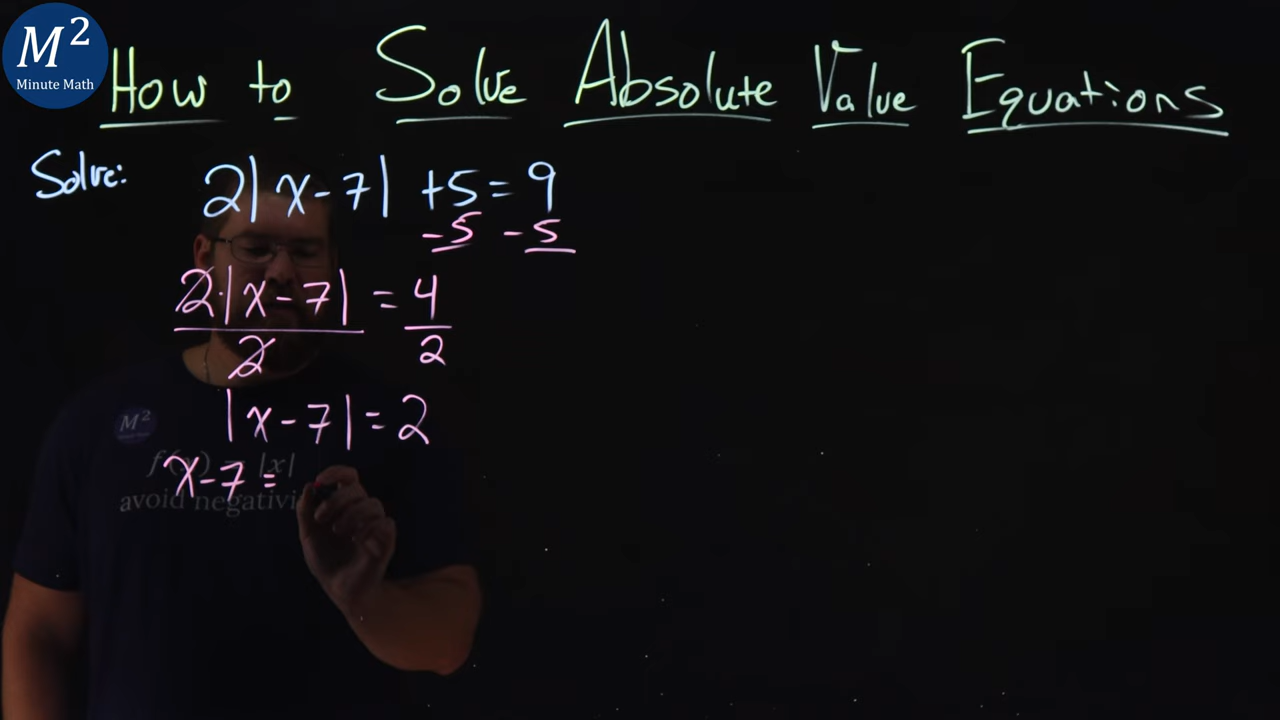 M²
Minute Math
How to Solve Absolute Value Equations
Solve: 2|x-7| +5=9
-5 -5
2·|x-7| = 4
2 2
|x-7|=2
M²
x-7=
|x|
avoid negativi